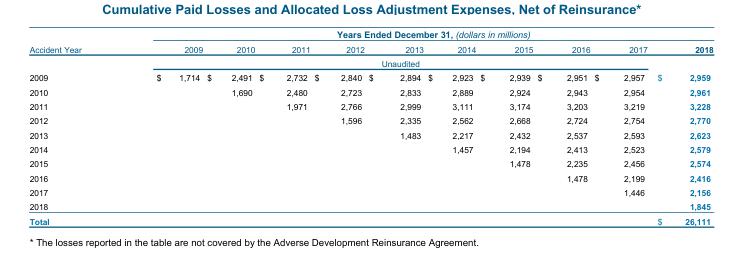 Cumulative Paid Losses and Allocated Loss Adjustment Expenses, Net of Reinsurance*
Years Ended December 31, (dollars in millions)
Accident Year 2009 2010 2011 2012 2013 2014 2015 2016 2017 2018
Unaudited
2009 $ 1,714 $ 2,491 $ 2,732 $ 2,840 $ 2,894 $ 2,923 $ 2,939 $ 2,951 $ 2,957 $ 2,959
2010 1,690 2,480 2,723 2,833 2,889 2,924 2,943 2,954 2,961
2011 1,971 2,766 2,999 3,111 3,174 3,203 3,219 3,228
2012 1,596 2,335 2,562 2,668 2,724 2,754 2,770
2013 1,483 2,217 2,432 2,537 2,593 2,623
2014 1,457 2,194 2,413 2,523 2,579
2015 1,478 2,235 2,456 2,574
2016 1,478 2,199 2,416
2017 1,446 2,156
2018 1,845
Total $ 26,111
* The losses reported in the table are not covered by the Adverse Development Reinsurance Agreement.